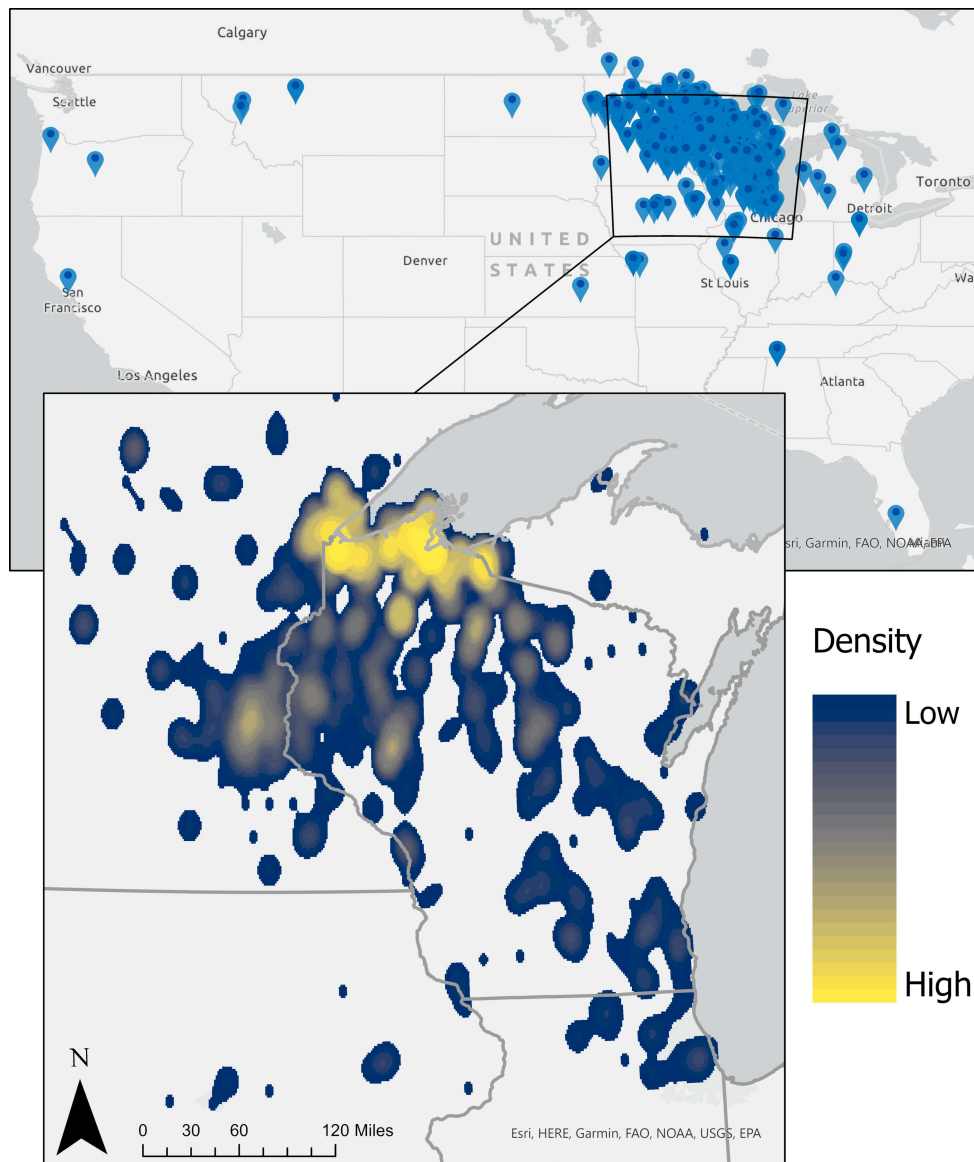 Calgary
Vancouver
Seattle
Lake
Superior
Toronto
Detroit
Chicago
UNITED
STATES
Denver
St Louis
San
Francisco
Los Angeles
Atlanta
Esri, Garmin, FAO, NOAA, EPA
Density
Low
High
N
0 30 60 120 Miles
Esri, HERE, Garmin, FAO, NOAA, USGS, EPA